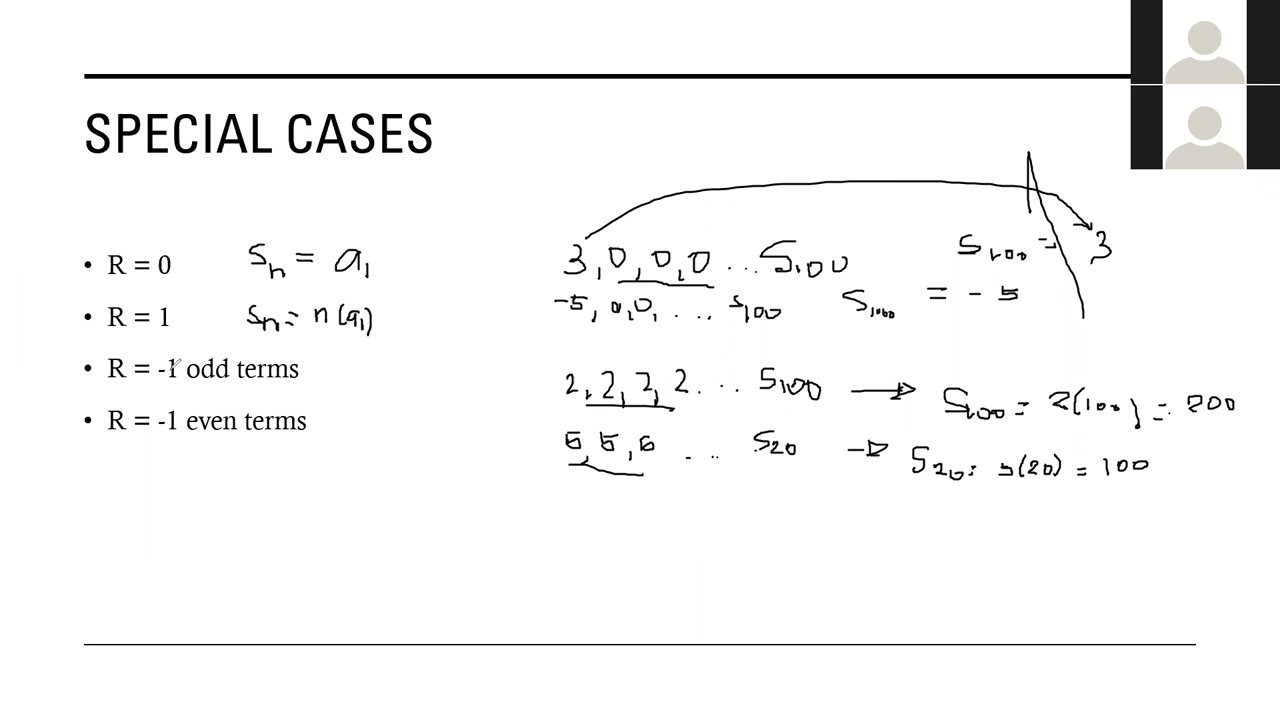 SPECIAL CASES
• R = 0 Sn = a1
• R = 1 Sn = n(a1)
• R = -1 odd terms
• R = -1 even terms
3, 0, 0, 0 ... S100 S100 = 3
-5, 0, 0, ... S100 S1000 = -5
2, 2, 2, 2 ... S100 → S100 = 2(100) = 200
5, 5, 5 ... S20 → S20 = 5(20) = 100